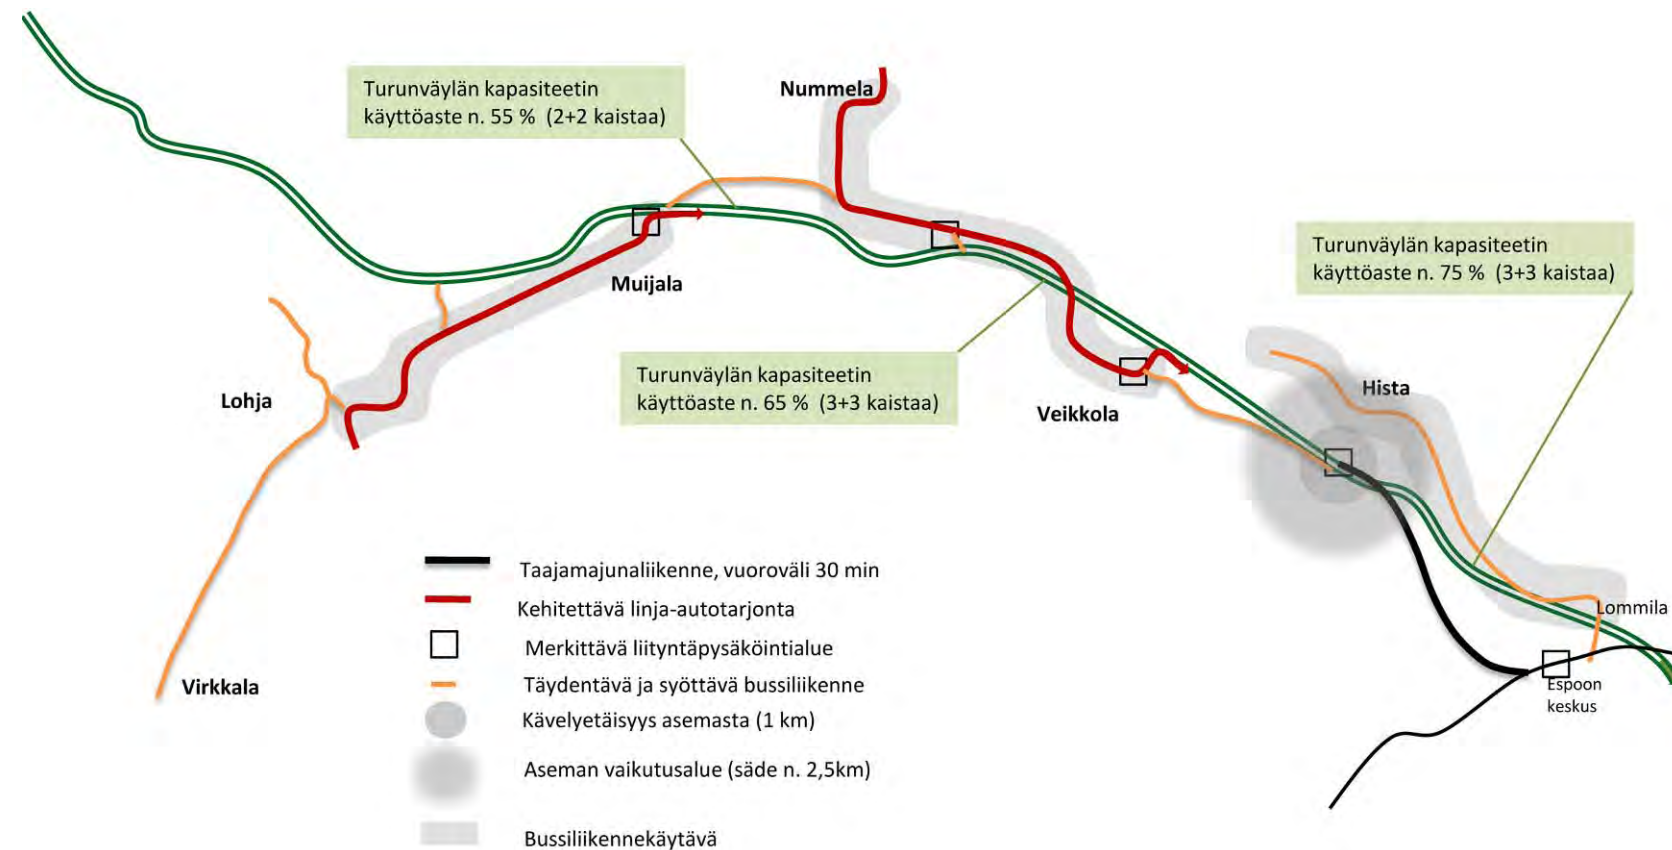 Turunväylän kapasiteetin
käyttöaste n. 55 % (2+2 kaistaa)
Nummela
Turunväylän kapasiteetin
käyttöaste n. 75 % (3+3 kaistaa)
Muijala
Turunväylän kapasiteetin
käyttöaste n. 65 % (3+3 kaistaa)
Hista
Lohja
Veikkola
Taajamajunaliikenne, vuoroväli 30 min
Kehitettävä linja-autotarjonta
Lommila
Merkittävä liityntäpysäköintialue
Virkkala
Täydentävä ja syöttävä bussiliikenne
Espoon
keskus
Kävelyetäisyys asemasta (1 km)
Aseman vaikutusalue (säde n. 2,5km)
Bussiliikennekäytävä